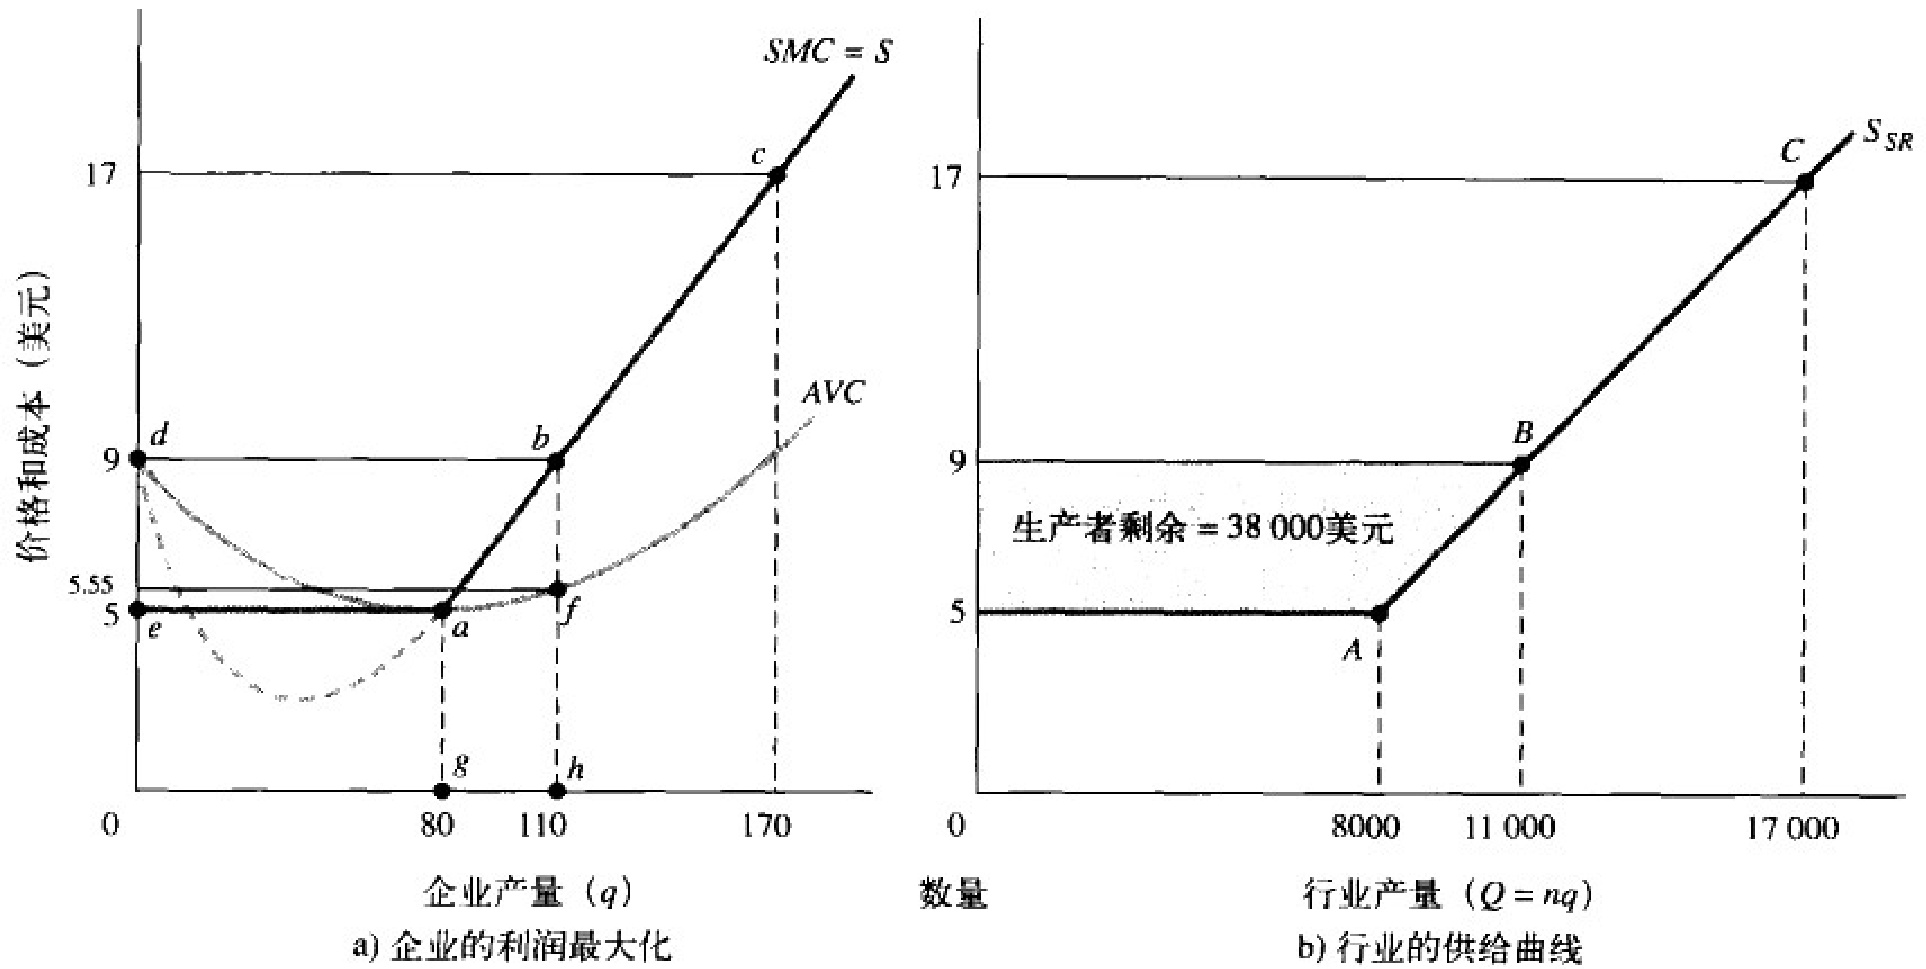 价格和成本（美元）
SMC = S
17
c
AVC
d
9
b
5.55
5
e
a
f
g
h
0
80
110
170
企业产量（q）
a) 企业的利润最大化
数量
S SR
17
C
9
B
生产者剩余 = 38 000美元
5
A
0
8000
11 000
17 000
行业产量（Q = nq）
b) 行业的供给曲线